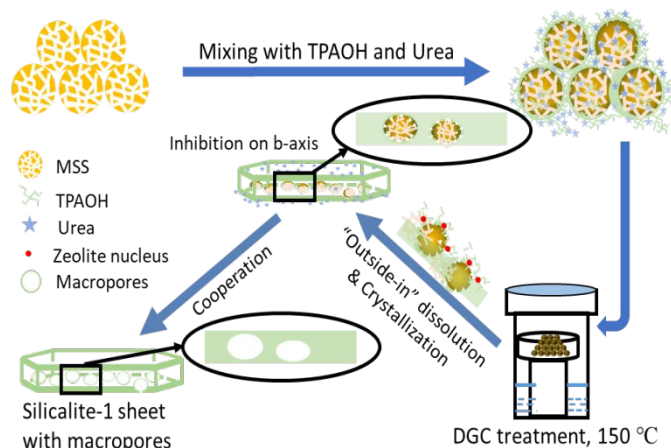 Mixing with TPAOH and Urea
Inhibition on b-axis
MSS
TPAOH
Urea
Zeolite nucleus
Macropores
"Outside-in" dissolution
& Crystallization
Cooperation
Silicalite-1 sheet
with macropores
DGC treatment, 150 ℃